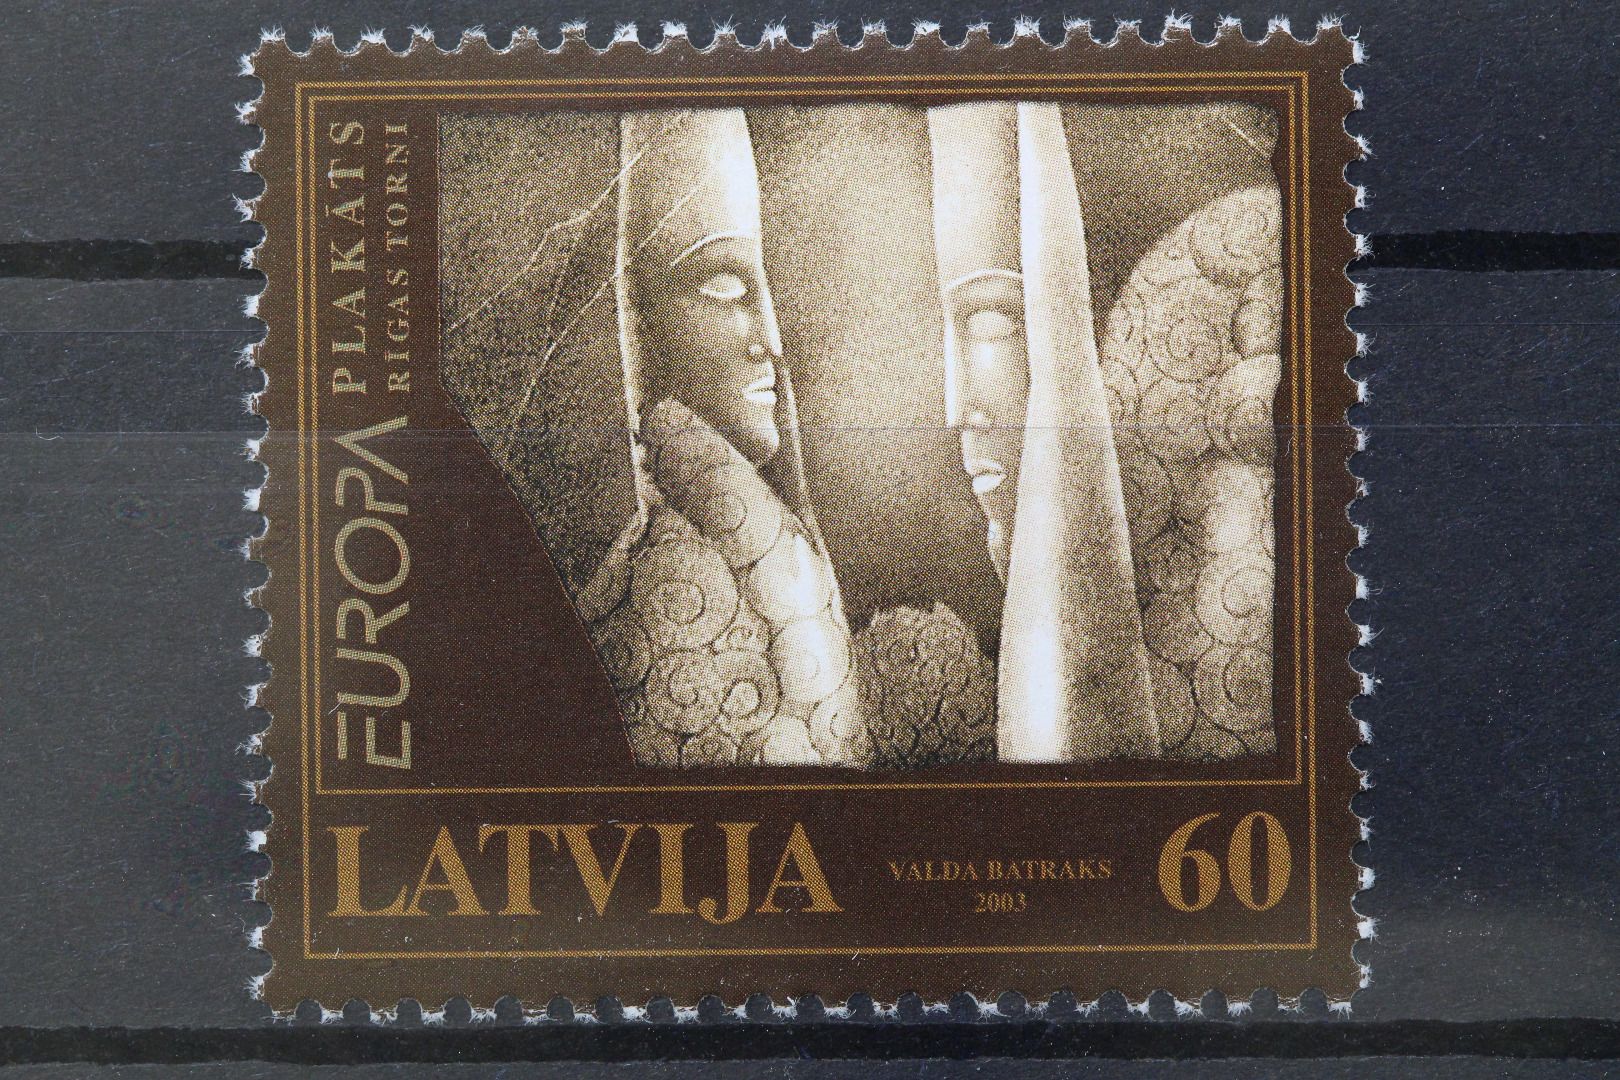 PLAKĀTS
RĪGAS TORNI
EUROPA
LATVIJA
VALDA BATRAKS
2003
60